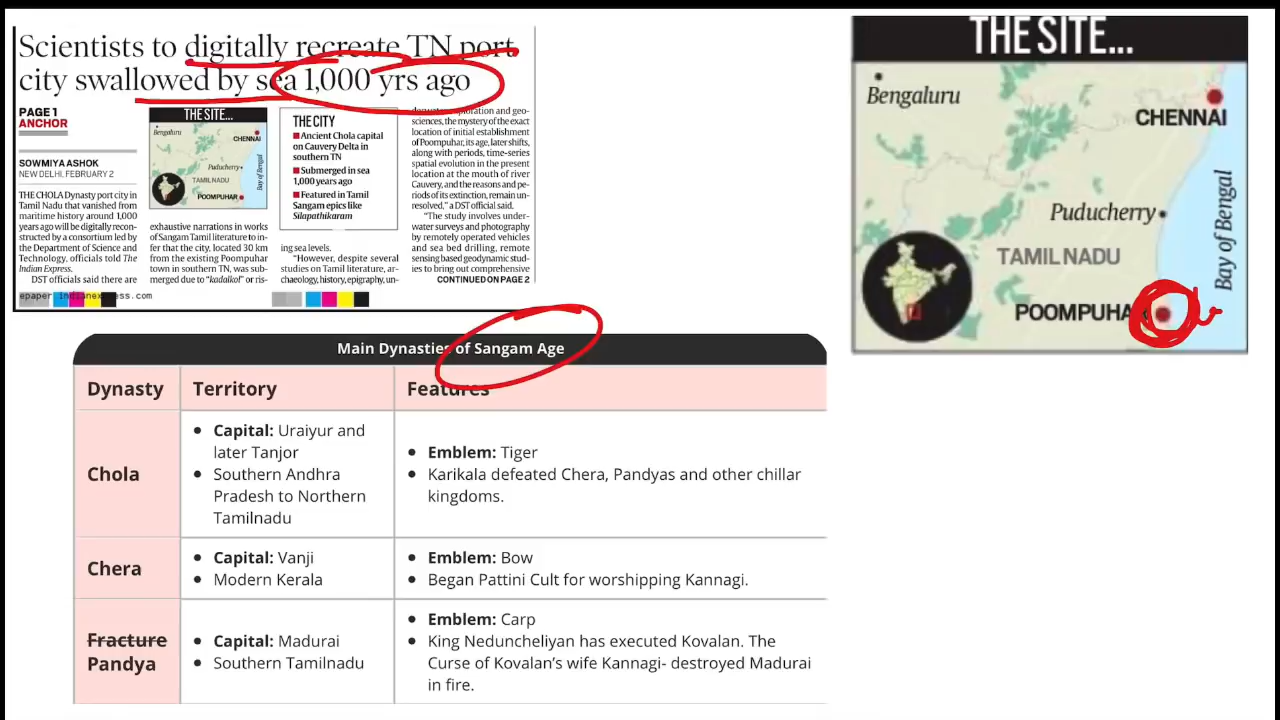 Scientists to digitally recreate TN port
city swallowed by sea 1,000 yrs ago
PAGE 1
ANCHOR
SOWMIYA ASHOK
NEW DELHI, FEBRUARY 2
THE CHOLA Dynasty port city in
Tamil Nadu that vanished from
maritime history around 1,000
years ago will be digitally recon-
structed by a consortium led by
the Department of Science and
Technology, officials told The
Indian Express.
DST officials said there are
epaper.indianexpress.com
THE SITE...
Bengaluru
CHENNAI
Puducherry
TAMIL NADU
Bay of Bengal
POOMPUHAR
exhaustive narrations in works
of Sangam Tamil literature to in-
fer that the city, located 30 km
from the existing Poompuhar
town in southern TN, was sub-
merged due to "kadalkol" or ris-
THE CITY
Ancient Chola capital
on Cauvery Delta in
southern TN
Submerged in sea
1,000 years ago
Featured in Tamil
Sangam epics like
Silapathikaram
ing sea levels.
"However, despite several
studies on Tamil literature, ar-
chaeology, history, epigraphy, un-
and geo-
sciences, the mystery of the exact
location of initial establishment
of Poompuhar, its age, later shifts,
along with periods, time-series
spatial evolution in the present
location at the mouth of river
Cauvery, and the reasons and pe-
riods of its extinction, remain un-
resolved," a DST official said.
"The study involves under-
water surveys and photography
by remotely operated vehicles
and sea bed drilling, remote
sensing based geodynamic stud-
ies to bring out comprehensive
CONTINUED ON PAGE 2
THE SITE...
Bengaluru
CHENNAI
Puducherry
TAMIL NADU
Bay of Bengal
POOMPUHAR
Main Dynasties of Sangam Age
Dynasty Territory Features
Chola
• Capital: Uraiyur and
later Tanjor
• Southern Andhra
Pradesh to Northern
Tamilnadu
• Emblem: Tiger
• Karikala defeated Chera, Pandyas and other chillar
kingdoms.
Chera
• Capital: Vanji
• Modern Kerala
• Emblem: Bow
• Began Pattini Cult for worshipping Kannagi.
Fracture
Pandya
• Capital: Madurai
• Southern Tamilnadu
• Emblem: Carp
• King Neduncheliyan has executed Kovalan. The
Curse of Kovalan's wife Kannagi- destroyed Madurai
in fire.